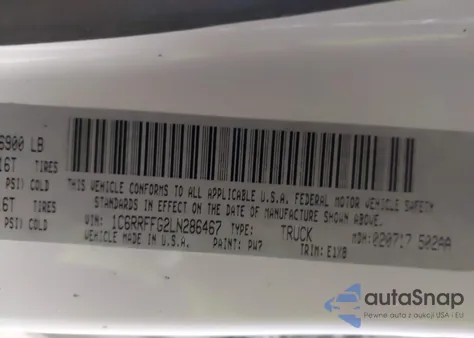 6900 LB
16T TIRES
PSI) COLD
16T TIRES
PSI) COLD
THIS VEHICLE CONFORMS TO ALL APPLICABLE U.S.A. FEDERAL MOTOR VEHICLE SAFETY
STANDARDS IN EFFECT ON THE DATE OF MANUFACTURE SHOWN ABOVE.
VIN: 1C6RRFFG2LN286467 TYPE: TRUCK MDH: 020717 502AA
VEHICLE MADE IN U.S.A. PAINT: PW7 TRIM: E1X8
autoSnap
Pewne auta z aukcji USA i EU